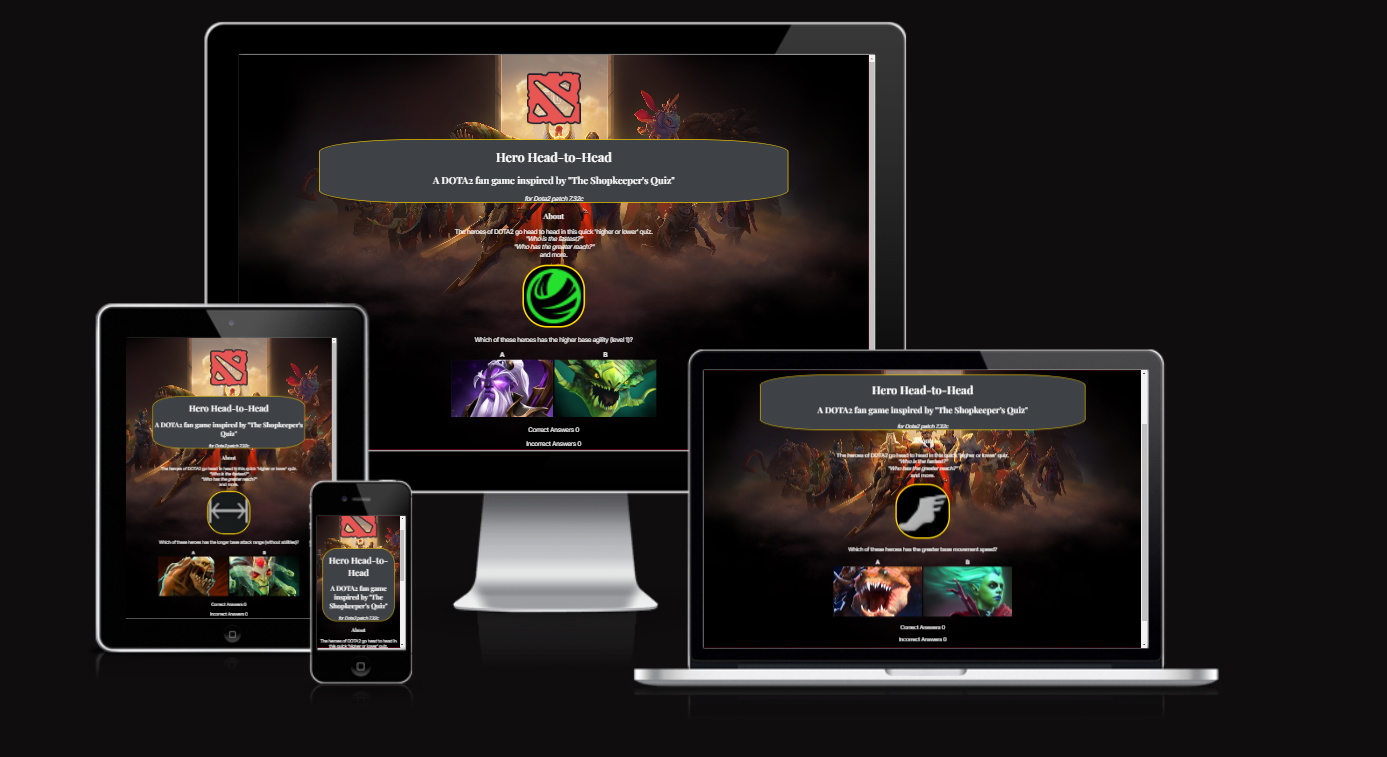 Hero Head-to-Head
A DOTA2 fan game inspired by "The Shopkeeper's Quiz"
for Dota2 patch 7.32c
About
The heroes of DOTA2 go head to head in this quick 'higher or lower' quiz.
"Who is the fastest?"
"Who has the greater reach?"
and more.
Which of these heroes has the higher base agility (level 1)?
A B
Correct Answers 0
Incorrect Answers 0
Hero Head-to-Head
A DOTA2 fan game inspired by "The Shopkeeper's
Quiz"
for Dota2 patch 7.32c
About
The heroes of DOTA2 go head to head in this quick 'higher or lower' quiz.
"Who is the fastest?"
"Who has the greater reach?"
and more.
Which of these heroes has the longer base attack range (without abilities)?
A B
Correct Answers 0
Incorrect Answers 0
Hero Head-to-
Head
A DOTA2 fan game
inspired by "The
Shopkeeper's Quiz"
for Dota2 patch 7.32c
About
The heroes of DOTA2 go head to head in
this quick 'higher or lower' quiz.
Hero Head-to-Head
A DOTA2 fan game inspired by "The Shopkeeper's Quiz"
for Dota2 patch 7.32c
About
The heroes of DOTA2 go head to head in this quick 'higher or lower' quiz.
"Who is the fastest?"
"Who has the greater reach?"
and more.
Which of these heroes has the greater base movement speed?
A B
Correct Answers 0
Incorrect Answers 0